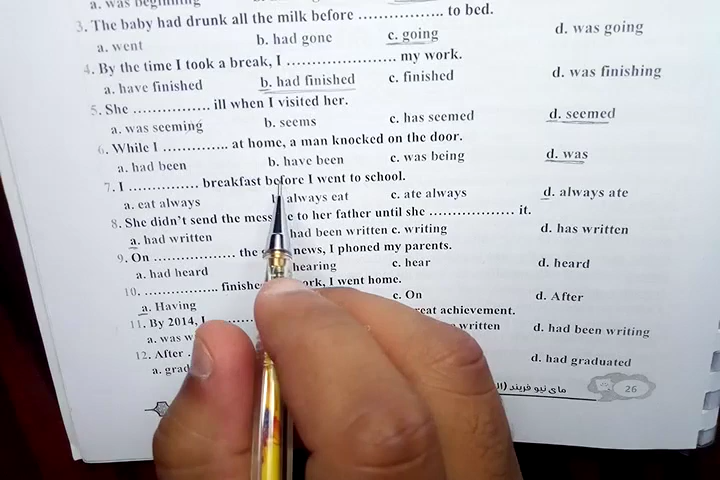 a. was beginning
3. The baby had drunk all the milk before ................ to bed.
a. went b. had gone c. going d. was going
4. By the time I took a break, I ...................... my work.
a. have finished b. had finished c. finished d. was finishing
5. She ............... ill when I visited her.
a. was seeming b. seems c. has seemed d. seemed
6. While I ............. at home, a man knocked on the door.
a. had been b. have been c. was being d. was
7. I .............. breakfast before I went to school.
a. eat always always eat c. ate always d. always ate
8. She didn't send the to her father until she ................. it.
a. had written had been written c. writing d. has written
9. On ................ the news, I phoned my parents.
a. had heard hearing c. hear d. heard
10. ............... I went home.
a. Having c. On d. After
11. By 2014, I achievement.
a. was written d. had been writing
12. After
d. had graduated
ماى نيو فريند 26